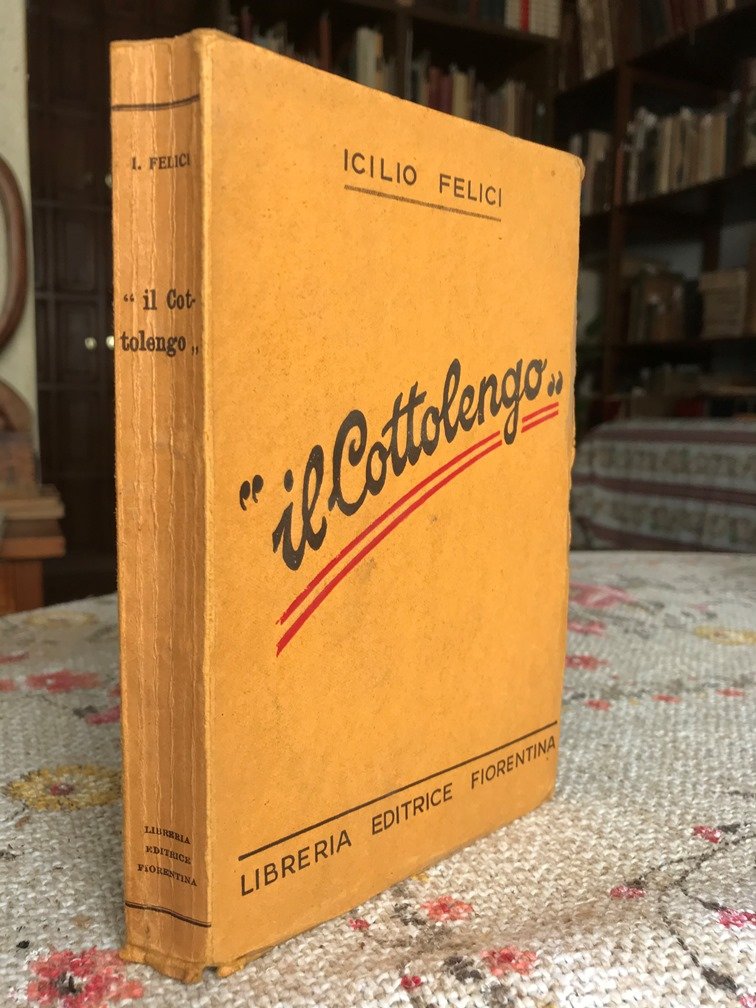 I. FELICI
“ il Cot-
tolengo „
LIBRERIA
EDITRICE
FIORENTINA
ICILIO FELICI
“ il Cottolengo „
LIBRERIA EDITRICE FIORENTINA